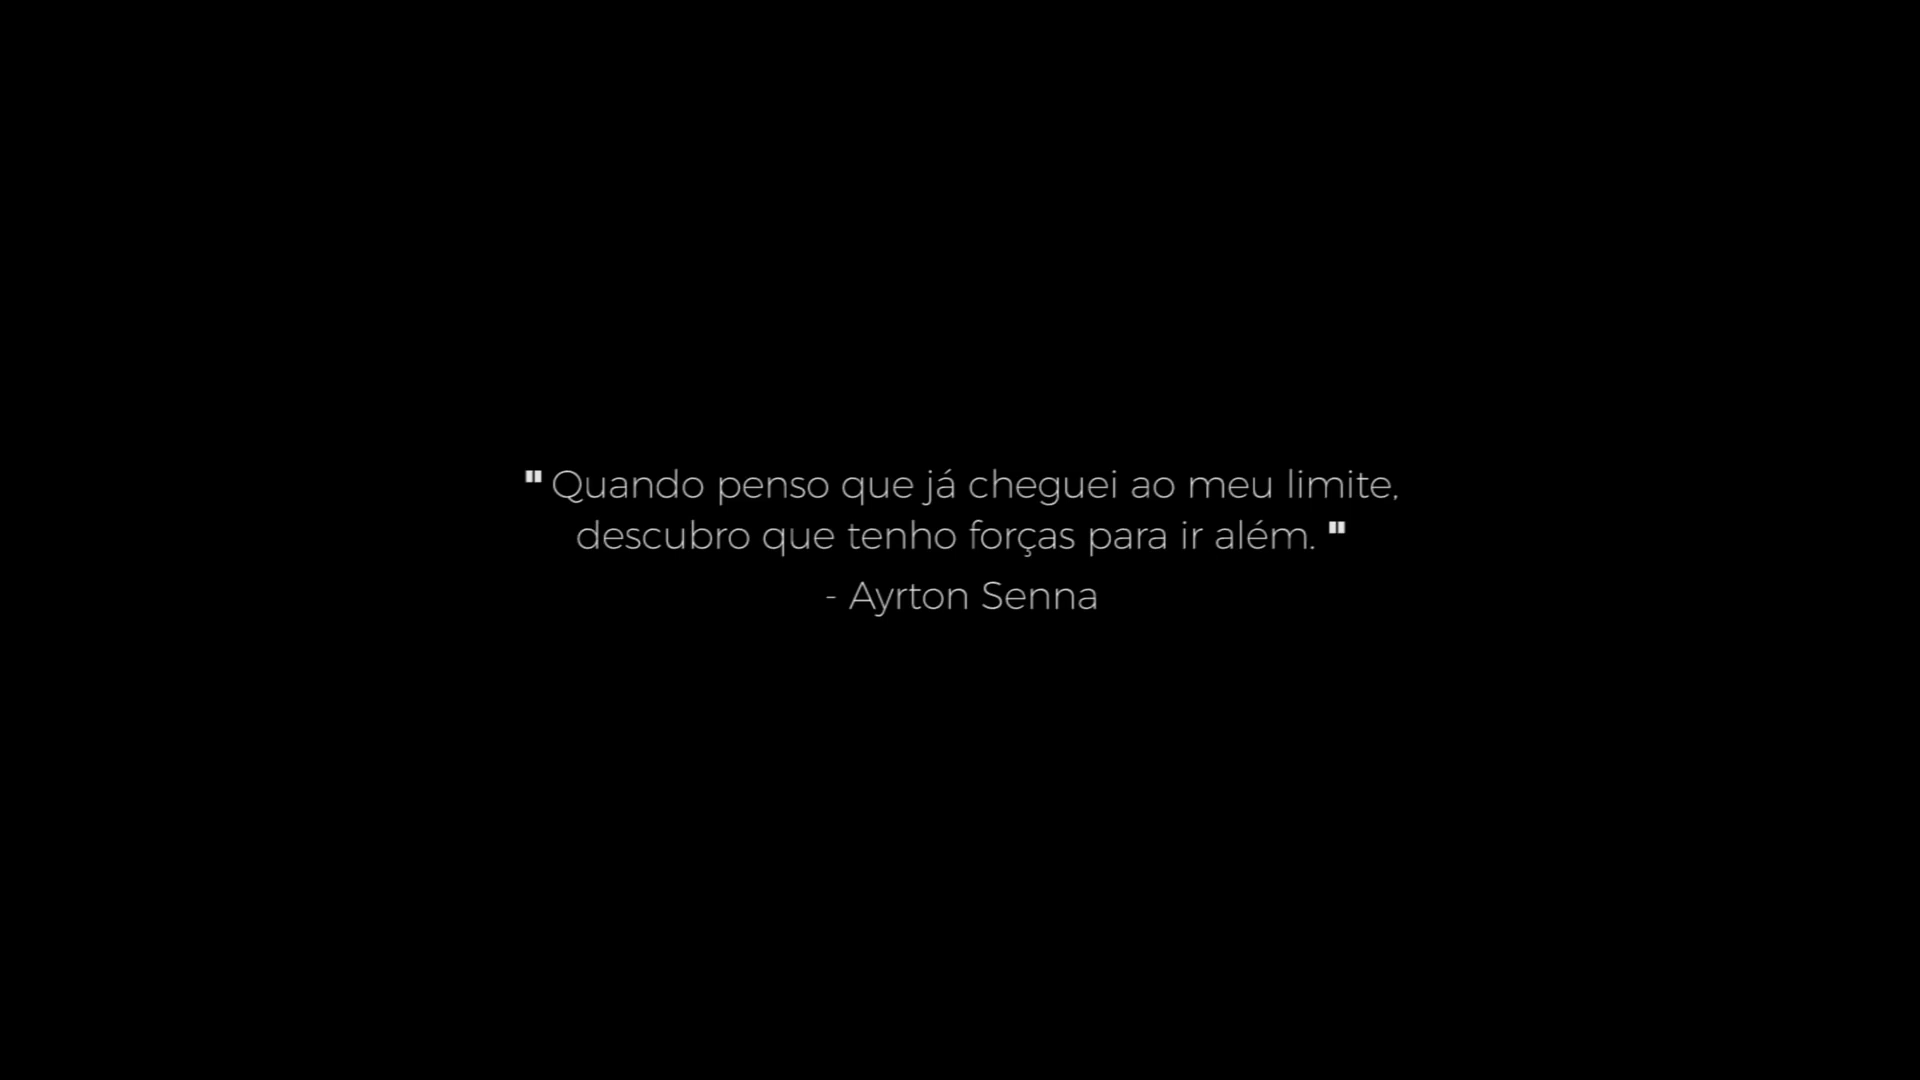 " Quando penso que já cheguei ao meu limite,
descubro que tenho forças para ir além. "
- Ayrton Senna